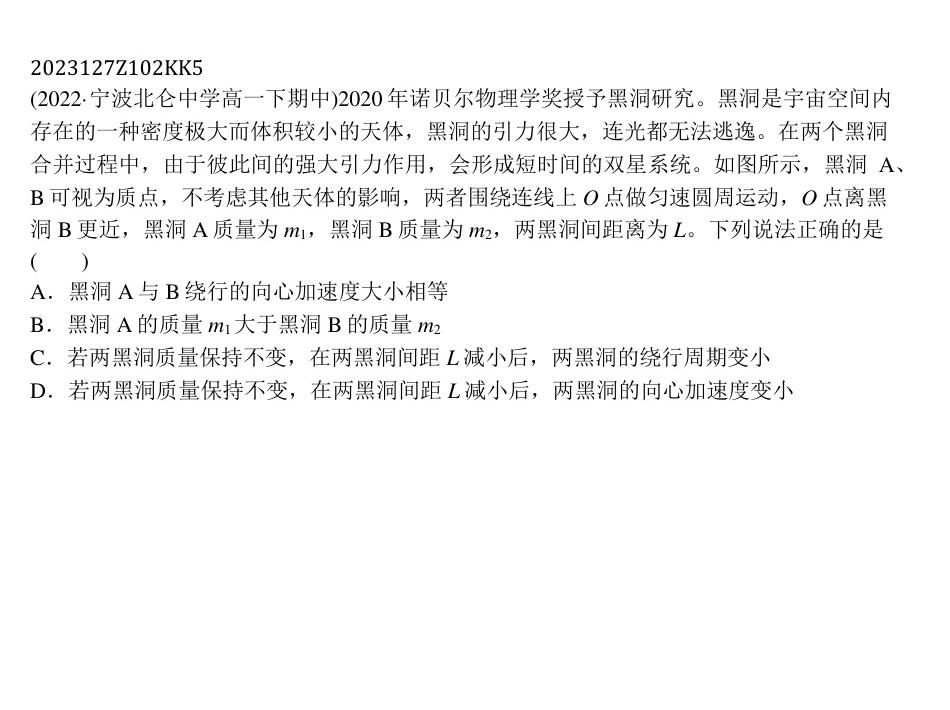 2023127Z102KK5
(2022·宁波北仑中学高一下期中)2020 年诺贝尔物理学奖授予黑洞研究。黑洞是宇宙空间内
存在的一种密度极大而体积较小的天体，黑洞的引力很大，连光都无法逃逸。在两个黑洞
合并过程中，由于彼此间的强大引力作用，会形成短时间的双星系统。如图所示，黑洞 A、
B 可视为质点，不考虑其他天体的影响，两者围绕连线上 O 点做匀速圆周运动，O 点离黑
洞 B 更近，黑洞 A 质量为 m₁，黑洞 B 质量为 m₂，两黑洞间距离为 L。下列说法正确的是
(　　)
A．黑洞 A 与 B 绕行的向心加速度大小相等
B．黑洞 A 的质量 m₁大于黑洞 B 的质量 m₂
C．若两黑洞质量保持不变，在两黑洞间距 L 减小后，两黑洞的绕行周期变小
D．若两黑洞质量保持不变，在两黑洞间距 L 减小后，两黑洞的向心加速度变小